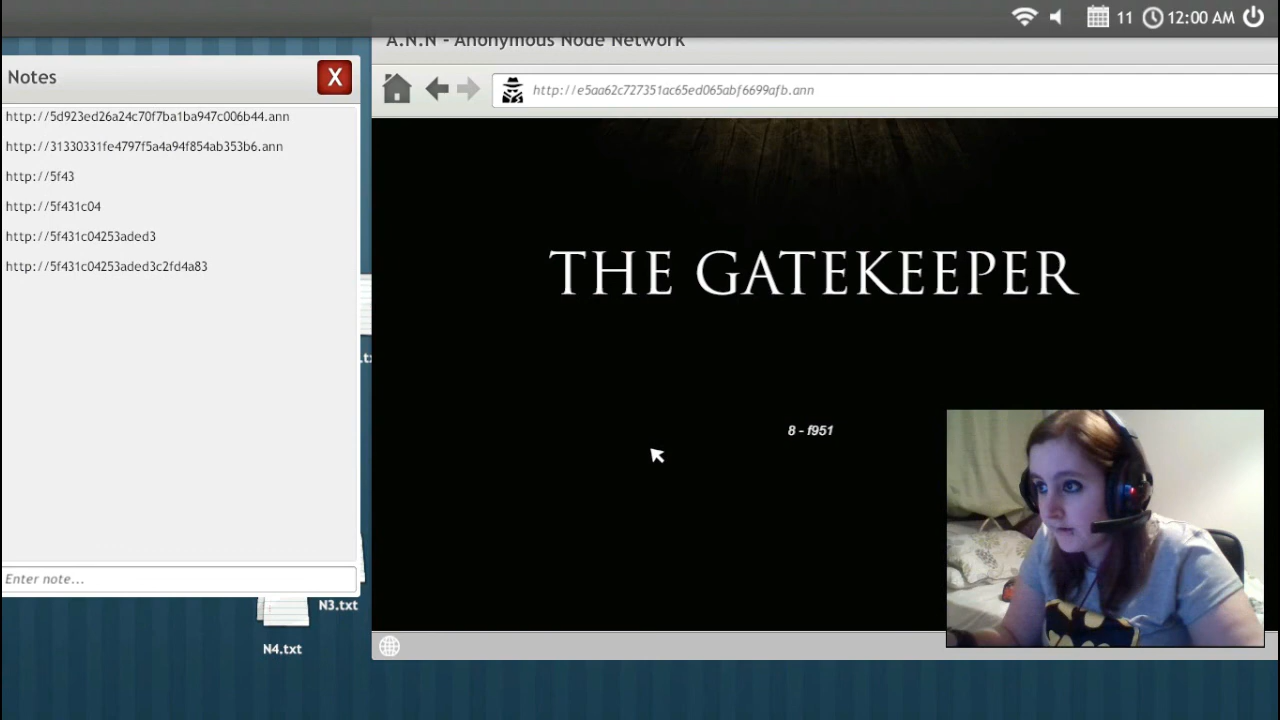 11 12:00 AM
Notes
X
http://5d923ed26a24c70f7ba1ba947c006b44.ann
http://31330331fe4797f5a4a94f854ab353b6.ann
http://5f43
http://5f431c04
http://5f431c04253aded3
http://5f431c04253aded3c2fd4a83
Enter note...
N3.txt
N4.txt
A.N.N - Anonymous Node Network
http://e5aa62c727351ac65ed065abf6699afb.ann
THE GATEKEEPER
8 - f951